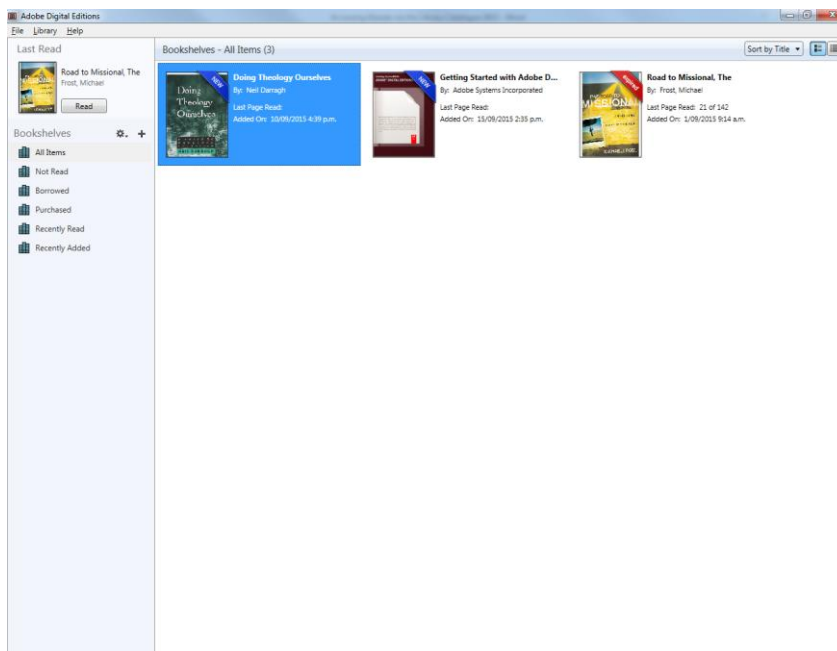 Adobe Digital Editions
File Library Help
Last Read
Road to Missional, The
Frost, Michael
Read
Bookshelves
All Items
Not Read
Borrowed
Purchased
Recently Read
Recently Added
Bookshelves - All Items (3)
Sort by Title
NEW
Doing
Theology
Ourselves
Doing Theology Ourselves
By: Neil Darragh
Last Page Read:
Added On: 10/09/2015 4:39 p.m.
NEW
Getting Started with Adobe D...
By: Adobe Systems Incorporated
Last Page Read:
Added On: 15/09/2015 2:35 p.m.
expired
MISSIONAL
Road to Missional, The
By: Frost, Michael
Last Page Read: 21 of 142
Added On: 1/09/2015 9:14 a.m.